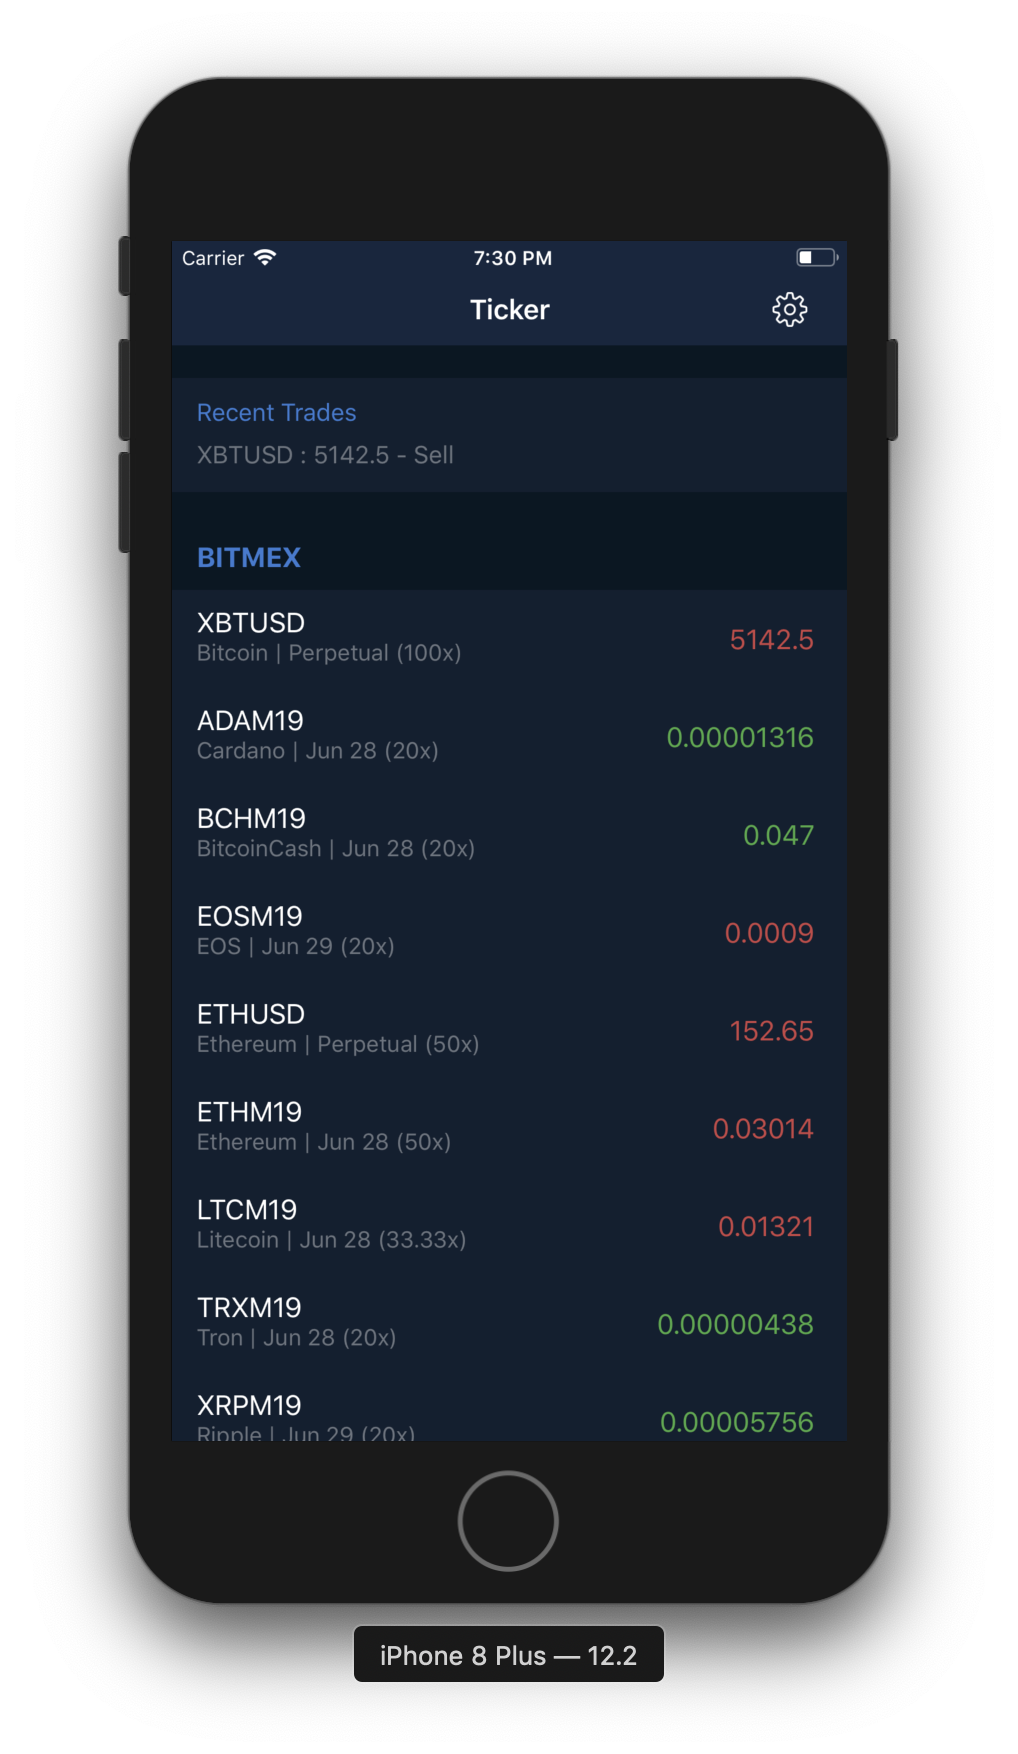 Carrier 7:30 PM
Ticker
Recent Trades
XBTUSD : 5142.5 - Sell
BITMEX
XBTUSD
Bitcoin | Perpetual (100x)
5142.5
ADAM19
Cardano | Jun 28 (20x)
0.00001316
BCHM19
BitcoinCash | Jun 28 (20x)
0.047
EOSM19
EOS | Jun 29 (20x)
0.0009
ETHUSD
Ethereum | Perpetual (50x)
152.65
ETHM19
Ethereum | Jun 28 (50x)
0.03014
LTCM19
Litecoin | Jun 28 (33.33x)
0.01321
TRXM19
Tron | Jun 28 (20x)
0.00000438
XRPM19
Ripple | Jun 29 (20x)
0.00005756
iPhone 8 Plus — 12.2